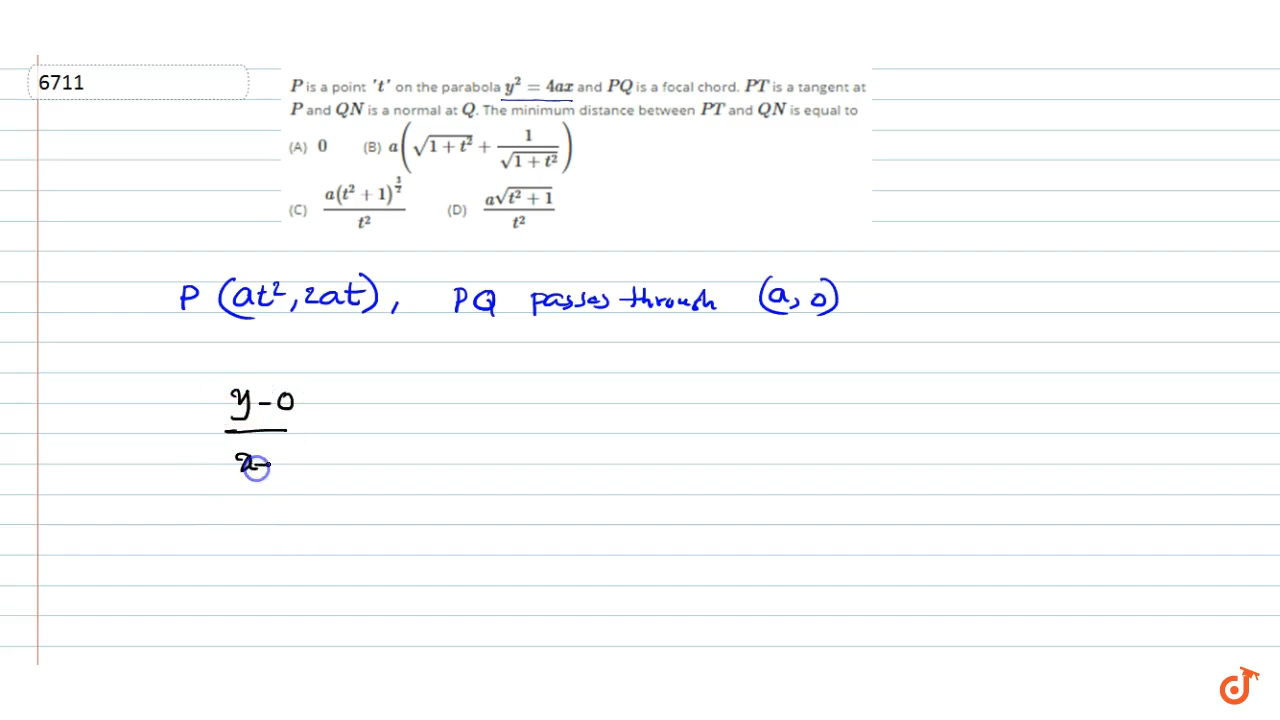 6711
P is a point 't' on the parabola y² = 4ax and PQ is a focal chord. PT is a tangent at
P and QN is a normal at Q. The minimum distance between PT and QN is equal to
(A) 0 (B) a(√(1 + t²) + 1/√(1 + t²))
(C) a(t² + 1)^(3/2) / t² (D) a√(t² + 1) / t²
P (at², 2at), PQ passes through (a, 0)
y - 0
x-